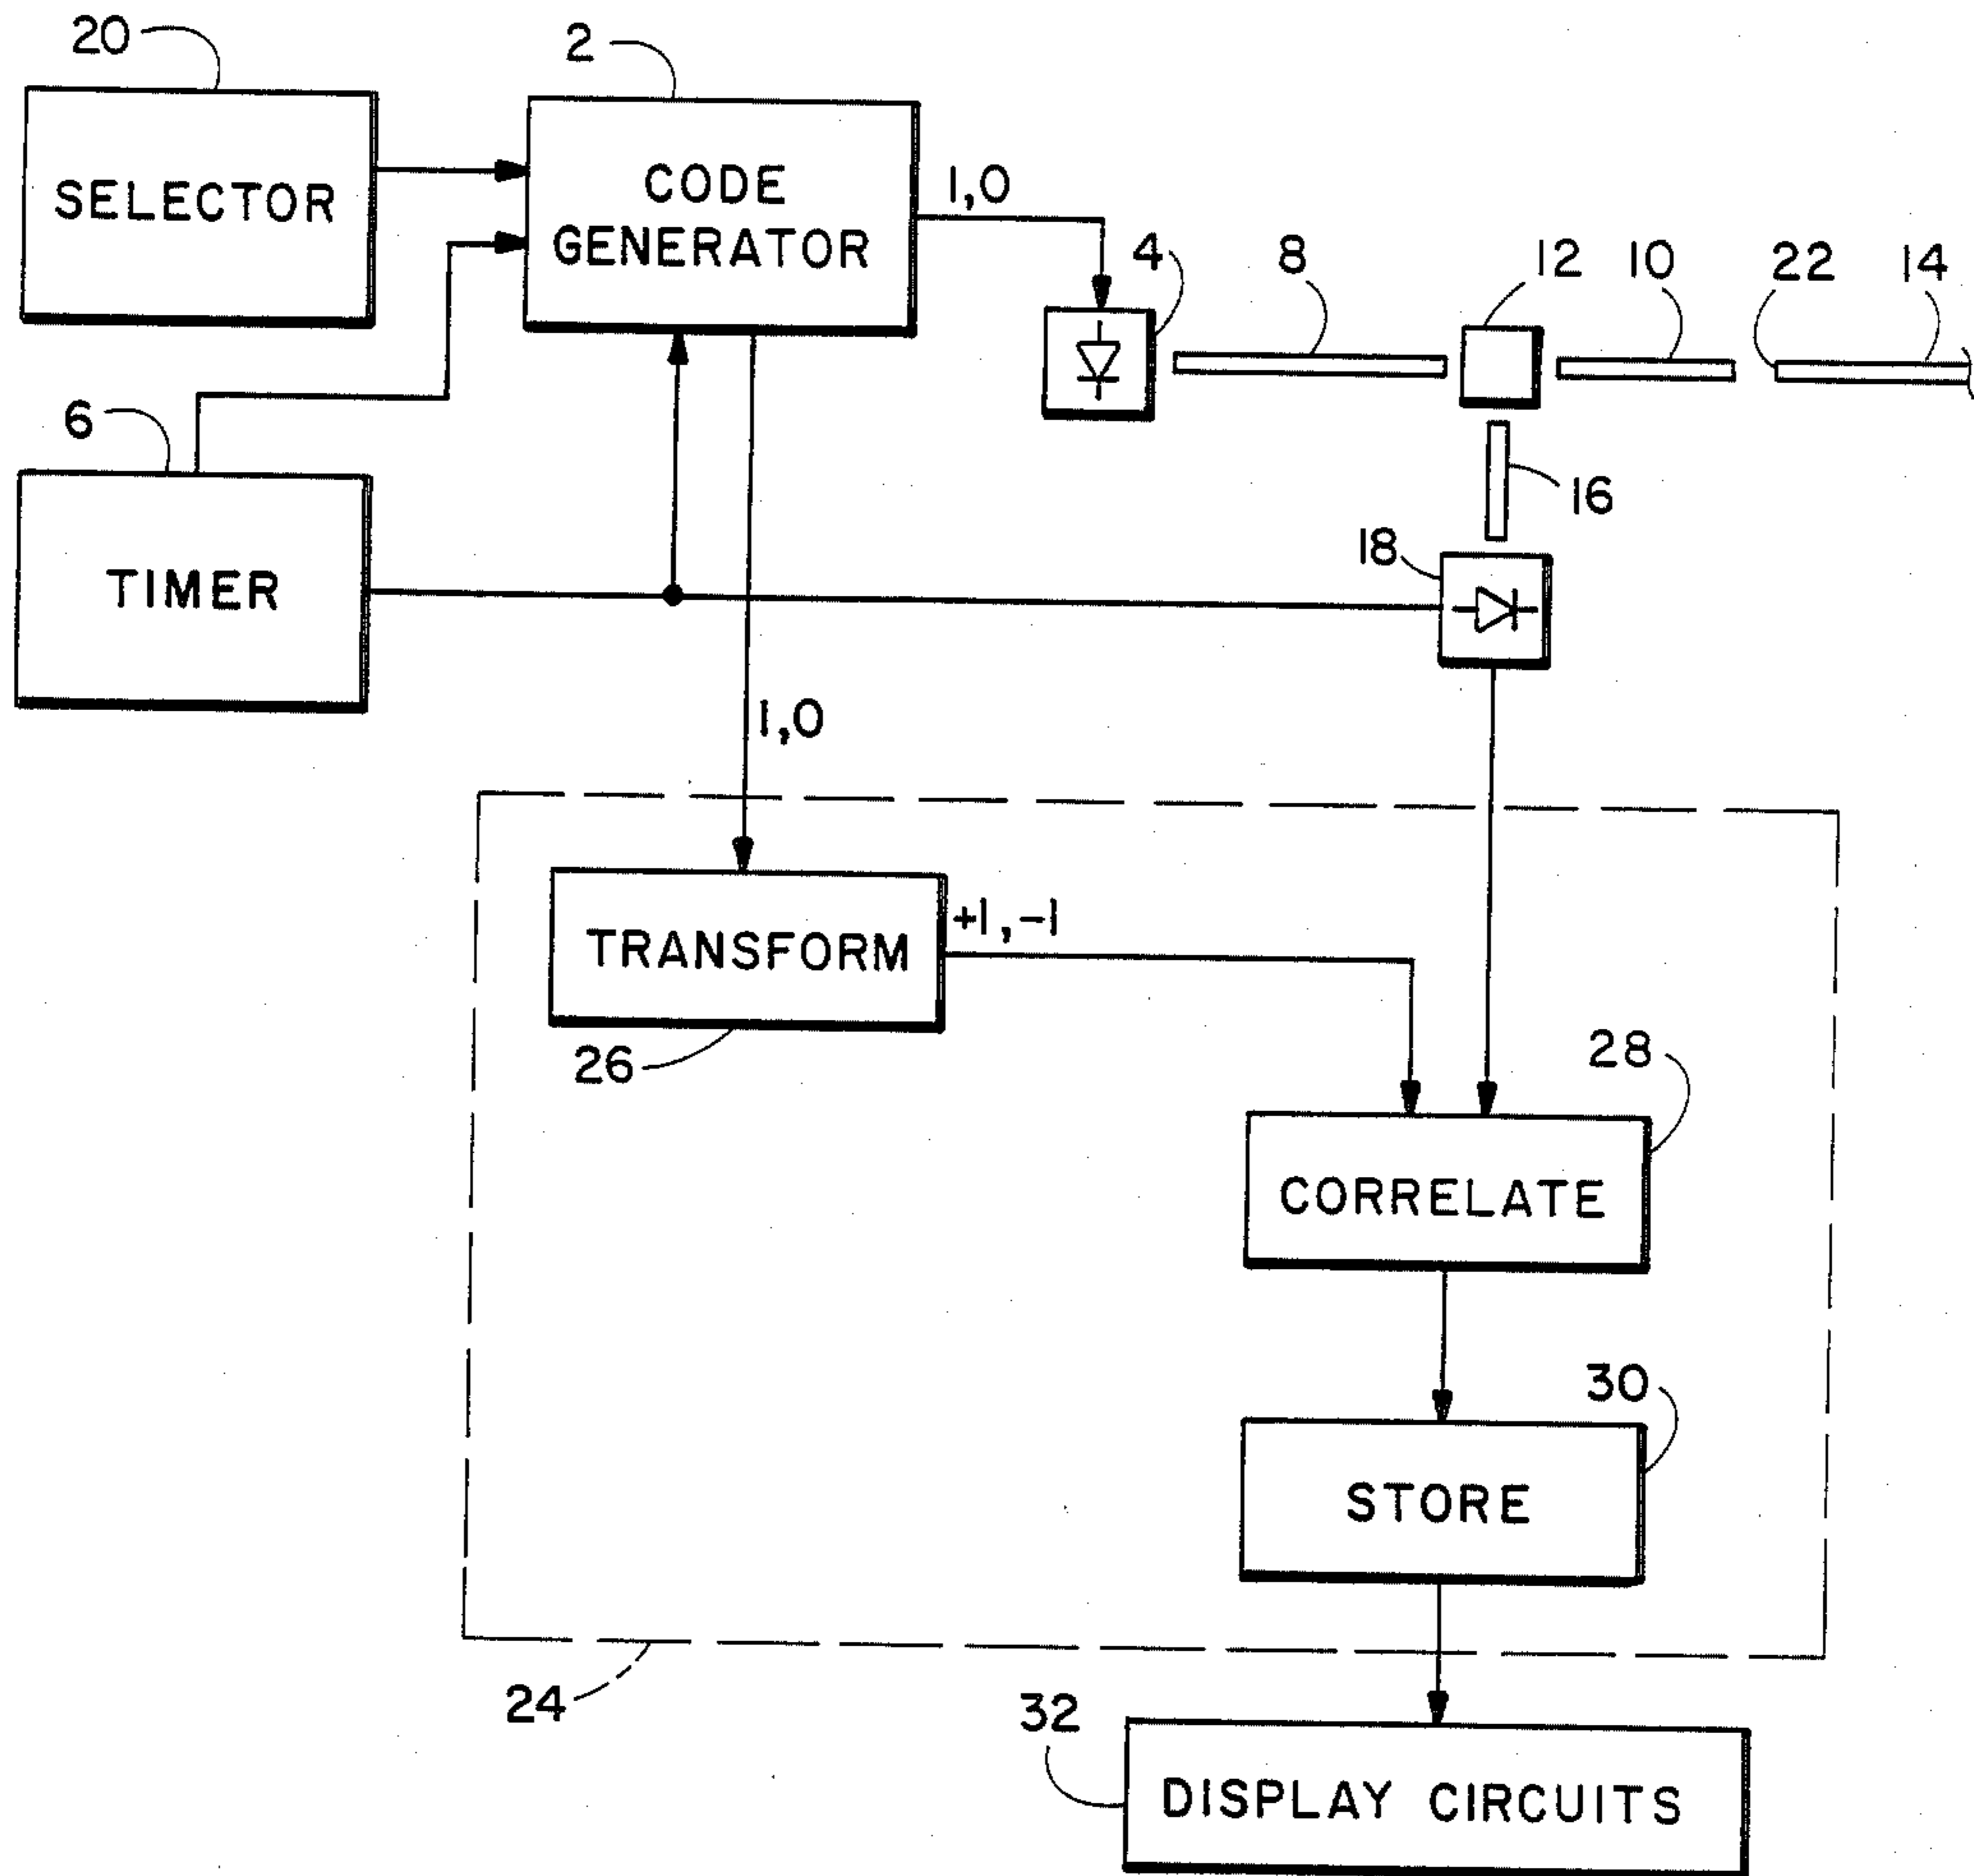 20
2
SELECTOR
CODE
GENERATOR
1,0
4
8
12
10
22
14
6
16
18
TIMER
1,0
TRANSFORM
+1,-1
26
28
CORRELATE
30
STORE
24
32
DISPLAY CIRCUITS